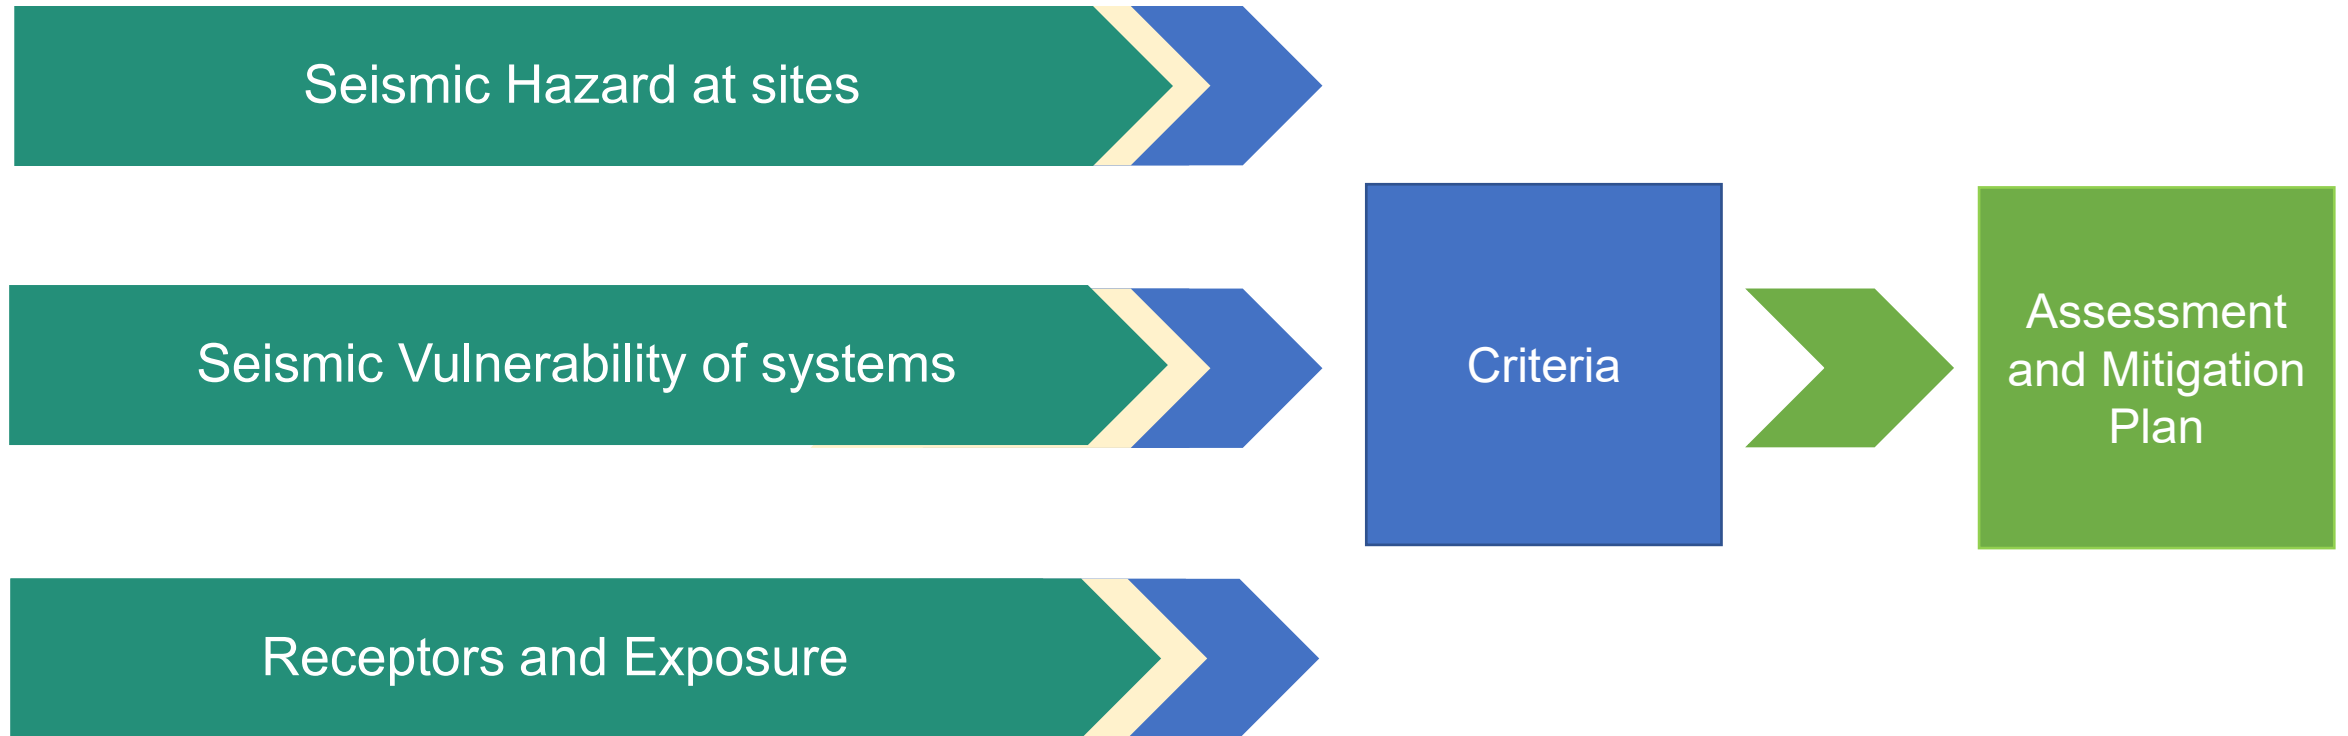 Seismic Hazard at sites
Seismic Vulnerability of systems
Receptors and Exposure
Criteria
Assessment
and Mitigation
Plan